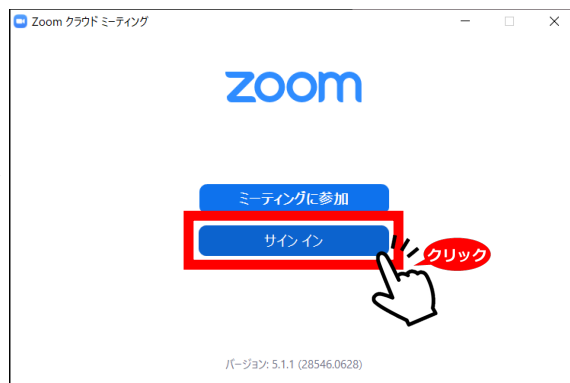 Zoom クラウド ミーティング
zoom
ミーティングに参加
サインイン
クリック
バージョン: 5.1.1 (28546.0628)